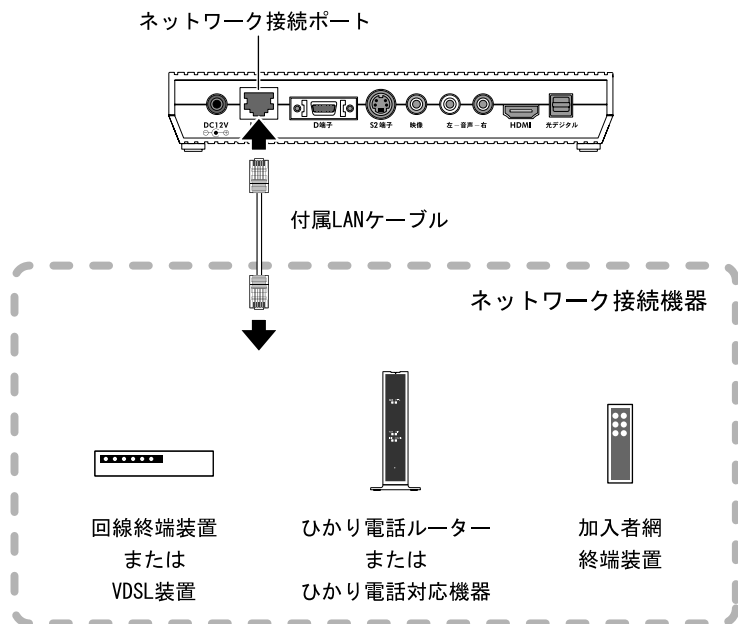 ネットワーク接続ポート
DC12V
D端子
S2端子
映像
左－音声－右
HDMI
光デジタル
付属LANケーブル
ネットワーク接続機器
回線終端装置
または
VDSL装置
ひかり電話ルーター
または
ひかり電話対応機器
加入者網
終端装置